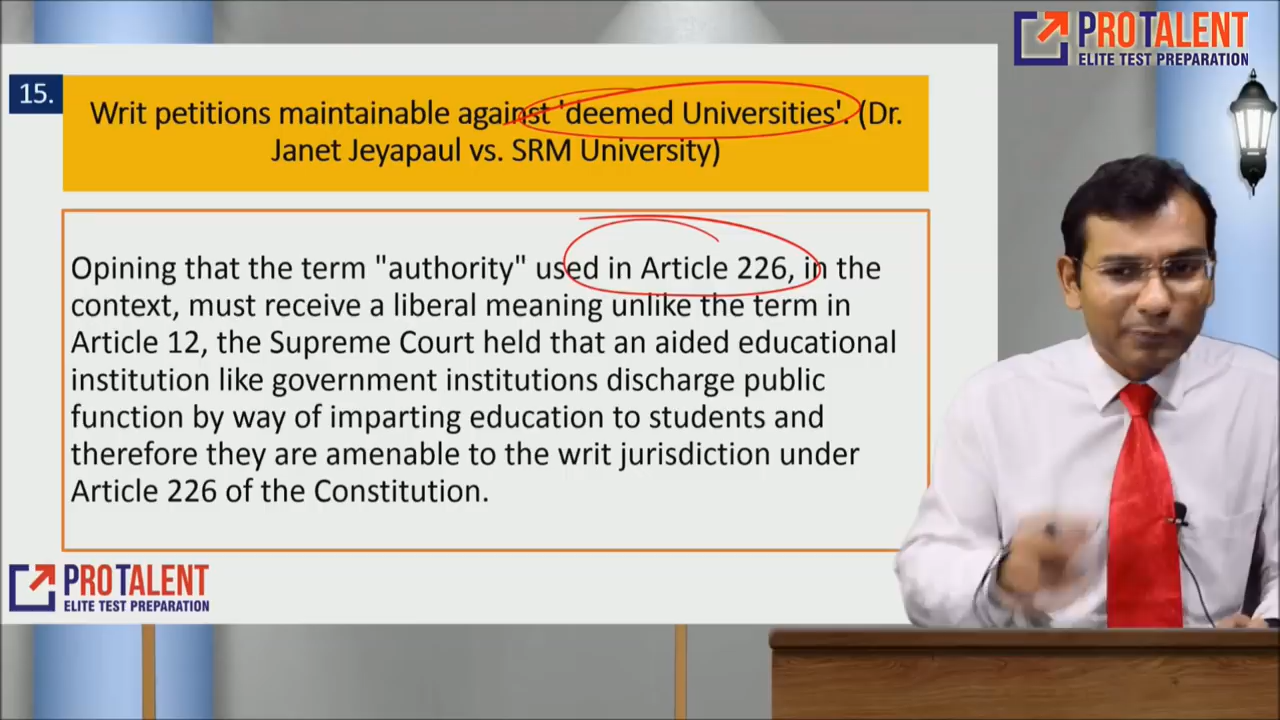 PROTALENT
ELITE TEST PREPARATION
15.
Writ petitions maintainable against 'deemed Universities'. (Dr.
Janet Jeyapaul vs. SRM University)
Opining that the term "authority" used in Article 226, in the
context, must receive a liberal meaning unlike the term in
Article 12, the Supreme Court held that an aided educational
institution like government institutions discharge public
function by way of imparting education to students and
therefore they are amenable to the writ jurisdiction under
Article 226 of the Constitution.
PROTALENT
ELITE TEST PREPARATION